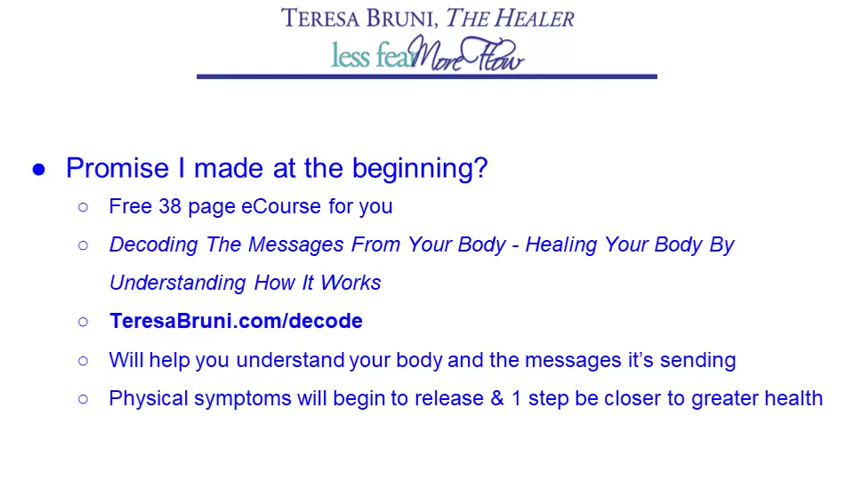 TERESA BRUNI, THE HEALER
less fear More Flow
● Promise I made at the beginning?
○ Free 38 page eCourse for you
○ Decoding The Messages From Your Body - Healing Your Body By
Understanding How It Works
○ TeresaBruni.com/decode
○ Will help you understand your body and the messages it's sending
○ Physical symptoms will begin to release & 1 step be closer to greater health